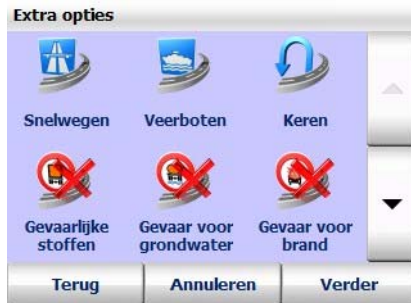 Extra opties
Snelwegen Veerboten Keren
Gevaarlijke Gevaar voor Gevaar voor
stoffen grondwater brand
Terug Annuleren Verder